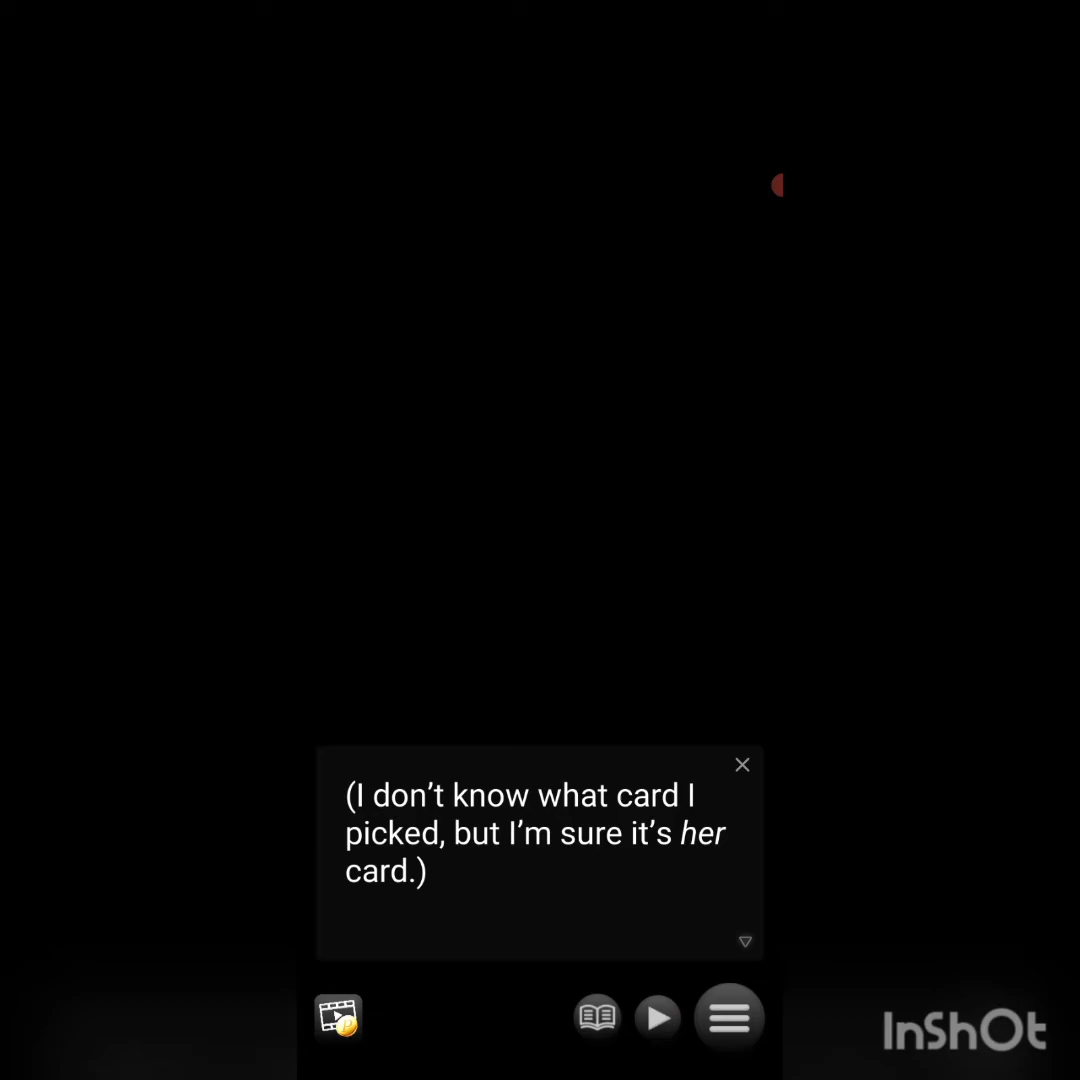 (I don’t know what card I
picked, but I’m sure it’s her
card.)
InShOt